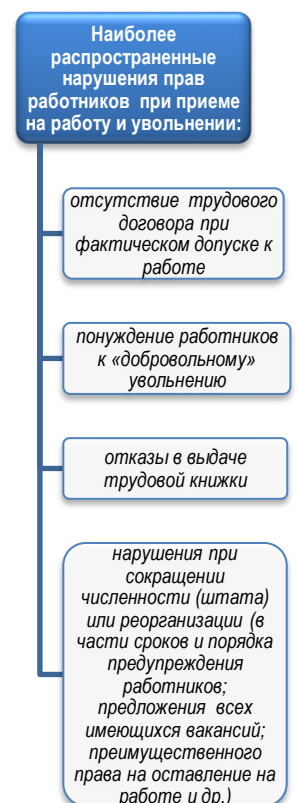 Наиболее
распространенные
нарушения прав
работников при приеме
на работу и увольнении:
отсутствие трудового
договора при
фактическом допуске к
работе
понуждение работников
к «добровольному»
увольнению
отказы в выдаче
трудовой книжки
нарушения при
сокращении
численности (штата)
или реорганизации (в
части сроков и порядка
предупреждения
работников;
предложения всех
имеющихся вакансий;
преимущественного
права на оставление на
работе и др.)